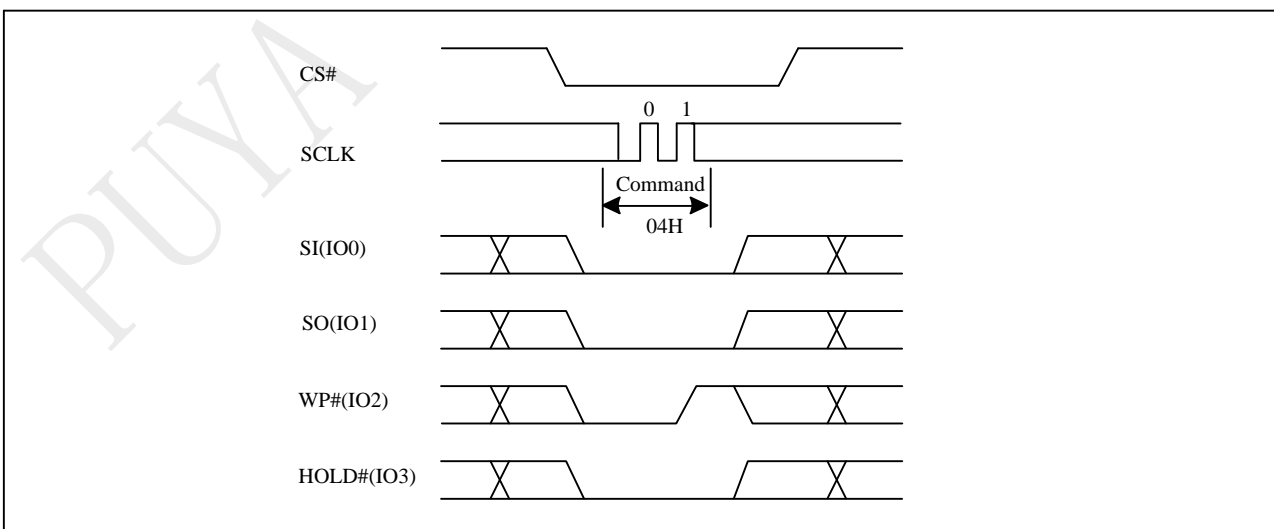 PUYA
CS#
0 1
SCLK
Command
04H
SI(IO0)
SO(IO1)
WP#(IO2)
HOLD#(IO3)